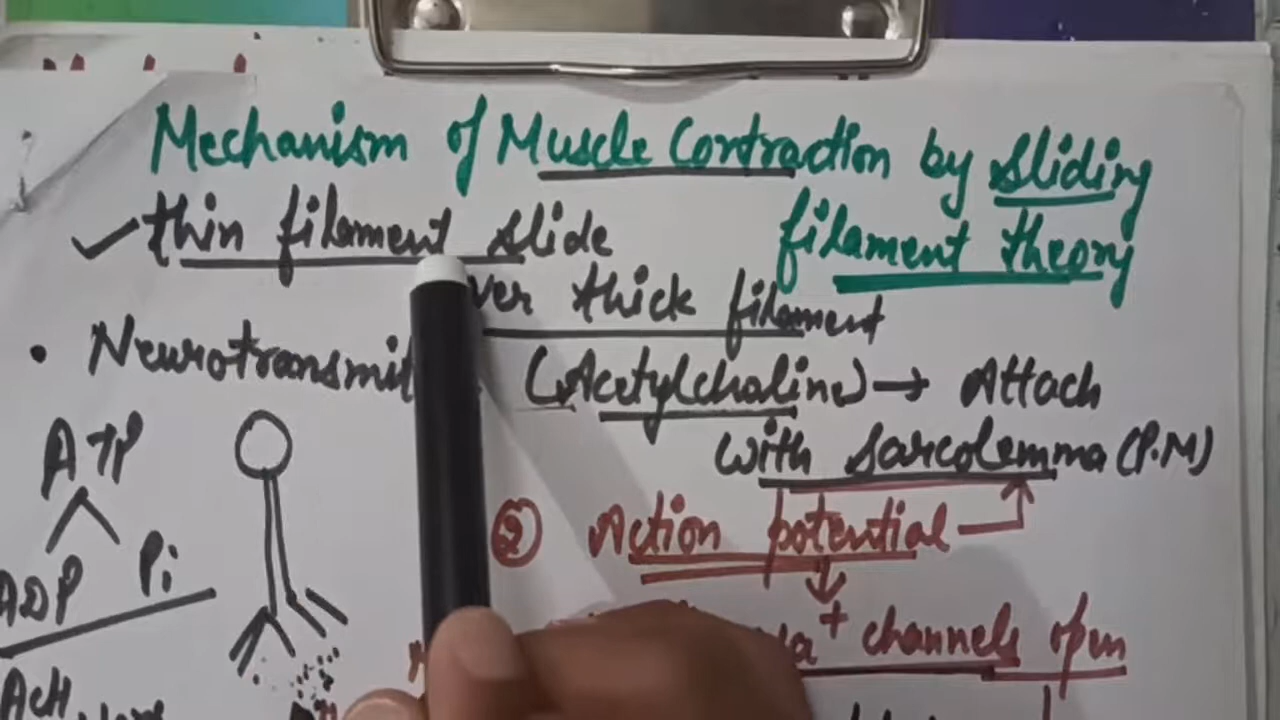 Mechanism of Muscle Contraction by sliding
filament theory
thin filament slide
ver thick filament
• Neurotransmit (Acetylcholine) → Attach
with sarcolemma (P.M)
ATP
ADP Pi
② Action potential
channels open
ACH